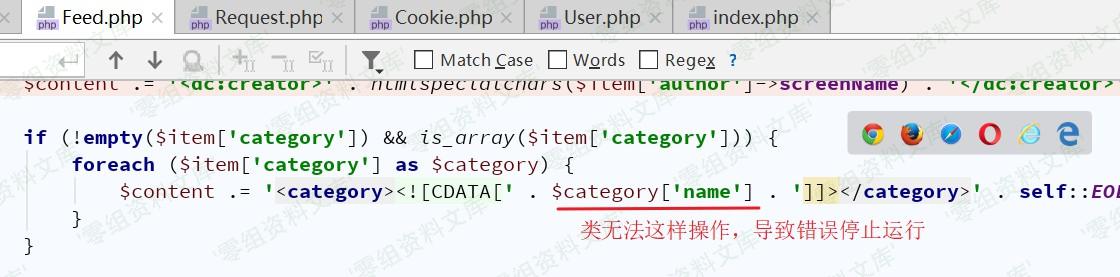 Feed.php Request.php Cookie.php User.php index.php
php php php php php
Match Case Words Regex ?
$content .= '<dc:creator>' . htmlspecialchars($item['author']->screenName) . '</dc:creator>'
if (!empty($item['category']) && is_array($item['category'])) {
foreach ($item['category'] as $category) {
$content .= '<category><![CDATA[' . $category['name'] . ']]></category>' . self::EOL
}
类无法这样操作，导致错误停止运行
}
零组资料文库